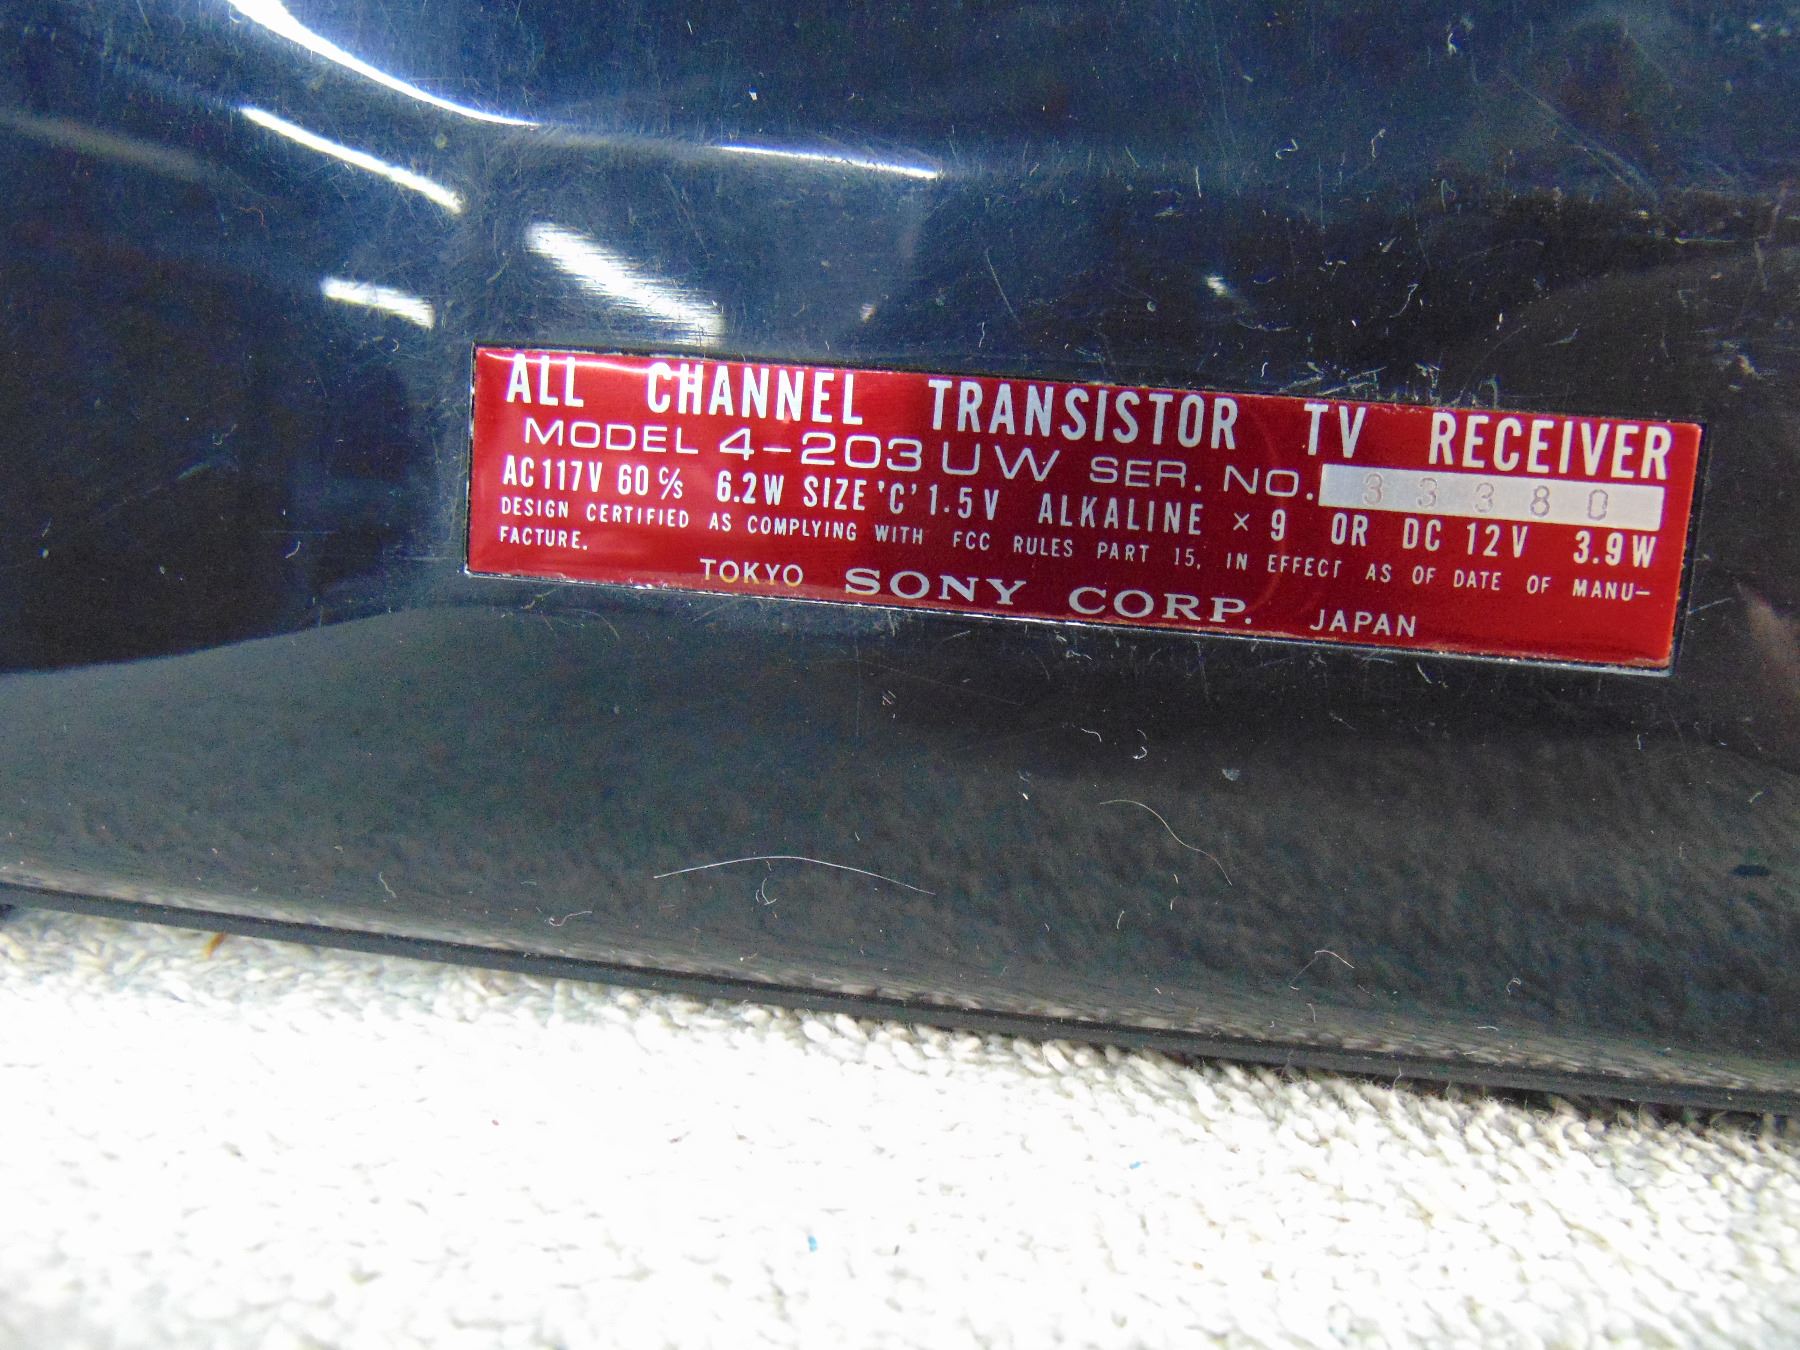 ALL CHANNEL TRANSISTOR TV RECEIVER
MODEL 4-203UW SER. NO. 33380
AC117V 60 c/s 6.2W SIZE 'C' 1.5V ALKALINE × 9 OR DC 12V 3.9W
DESIGN CERTIFIED AS COMPLYING WITH FCC RULES PART 15, IN EFFECT AS OF DATE OF MANU-
FACTURE.
TOKYO SONY CORP. JAPAN